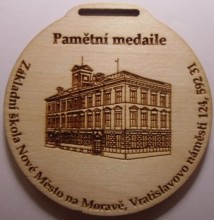 Pamětní medaile
Základní škola Nové Město na Moravě, Vratislavovo náměstí 124, 592 31